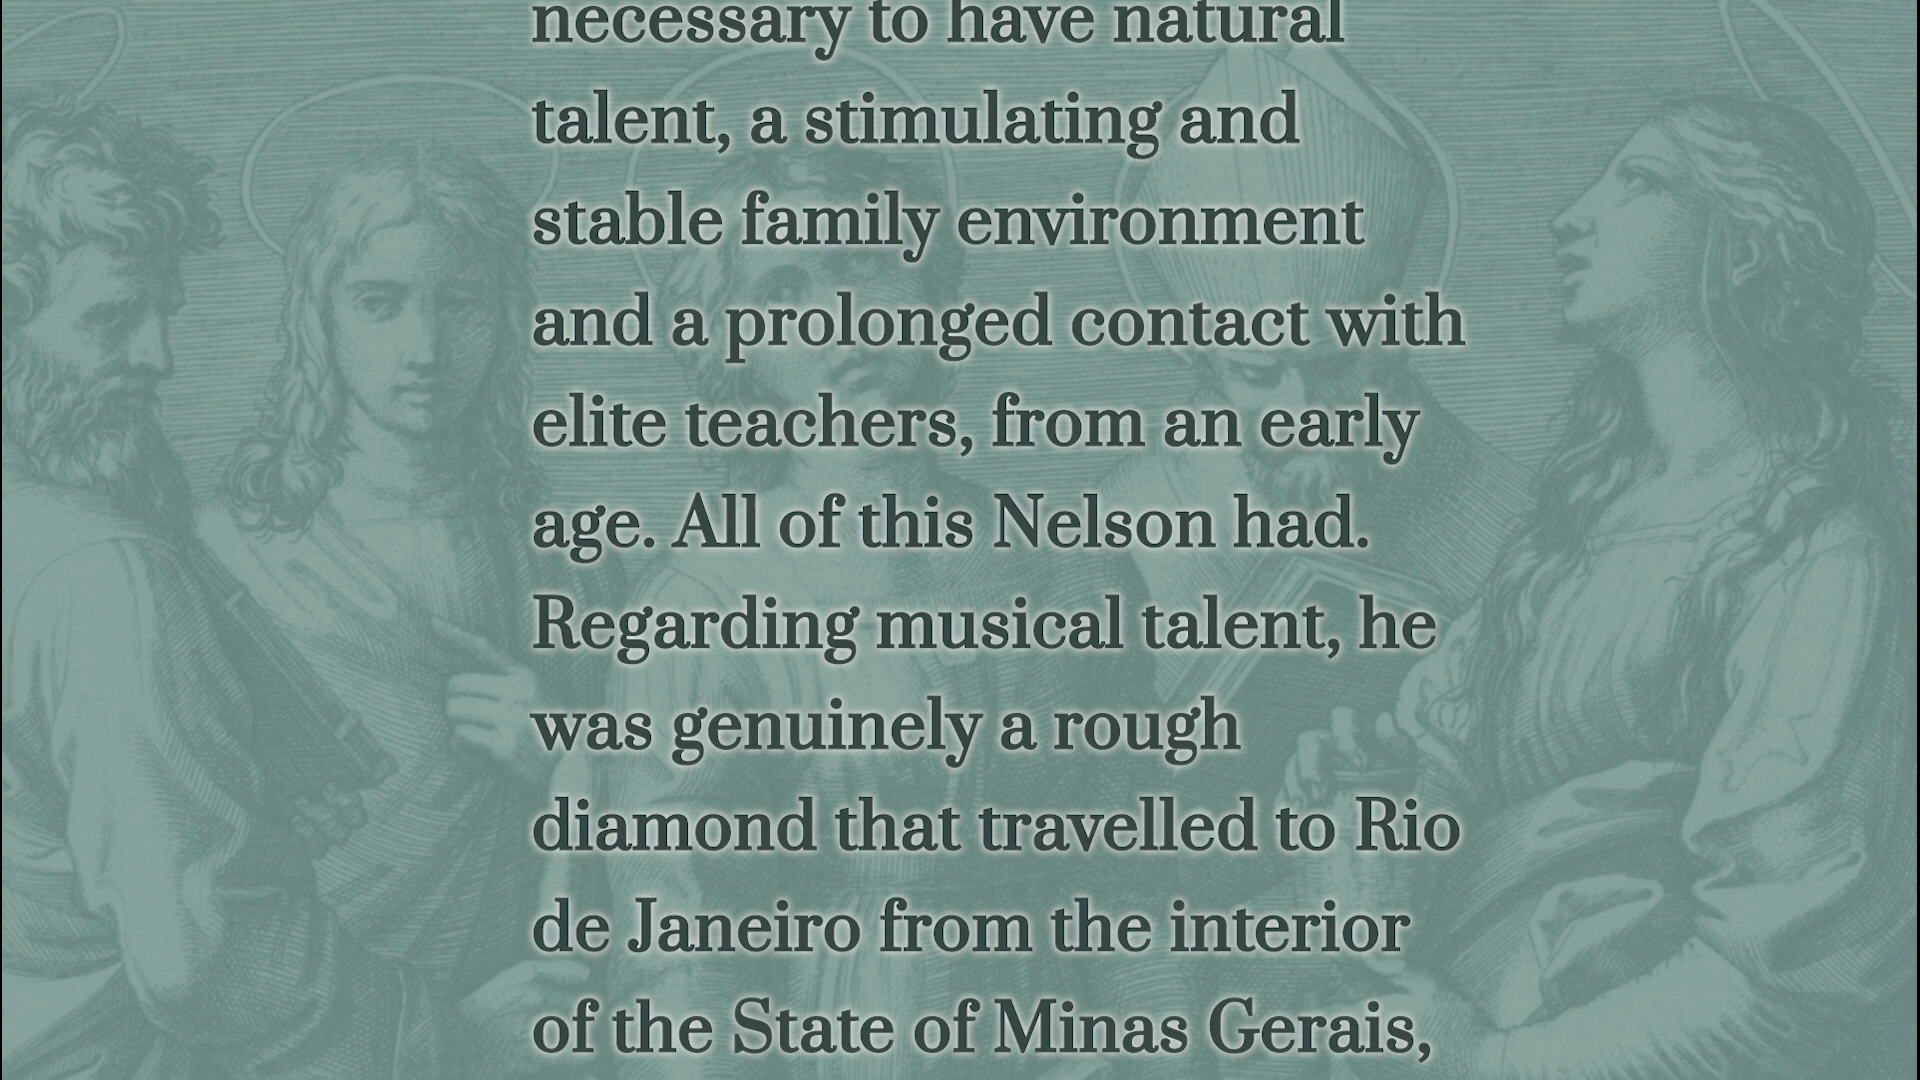 necessary to have natural
talent, a stimulating and
stable family environment
and a prolonged contact with
elite teachers, from an early
age. All of this Nelson had.
Regarding musical talent, he
was genuinely a rough
diamond that travelled to Rio
de Janeiro from the interior
of the State of Minas Gerais,